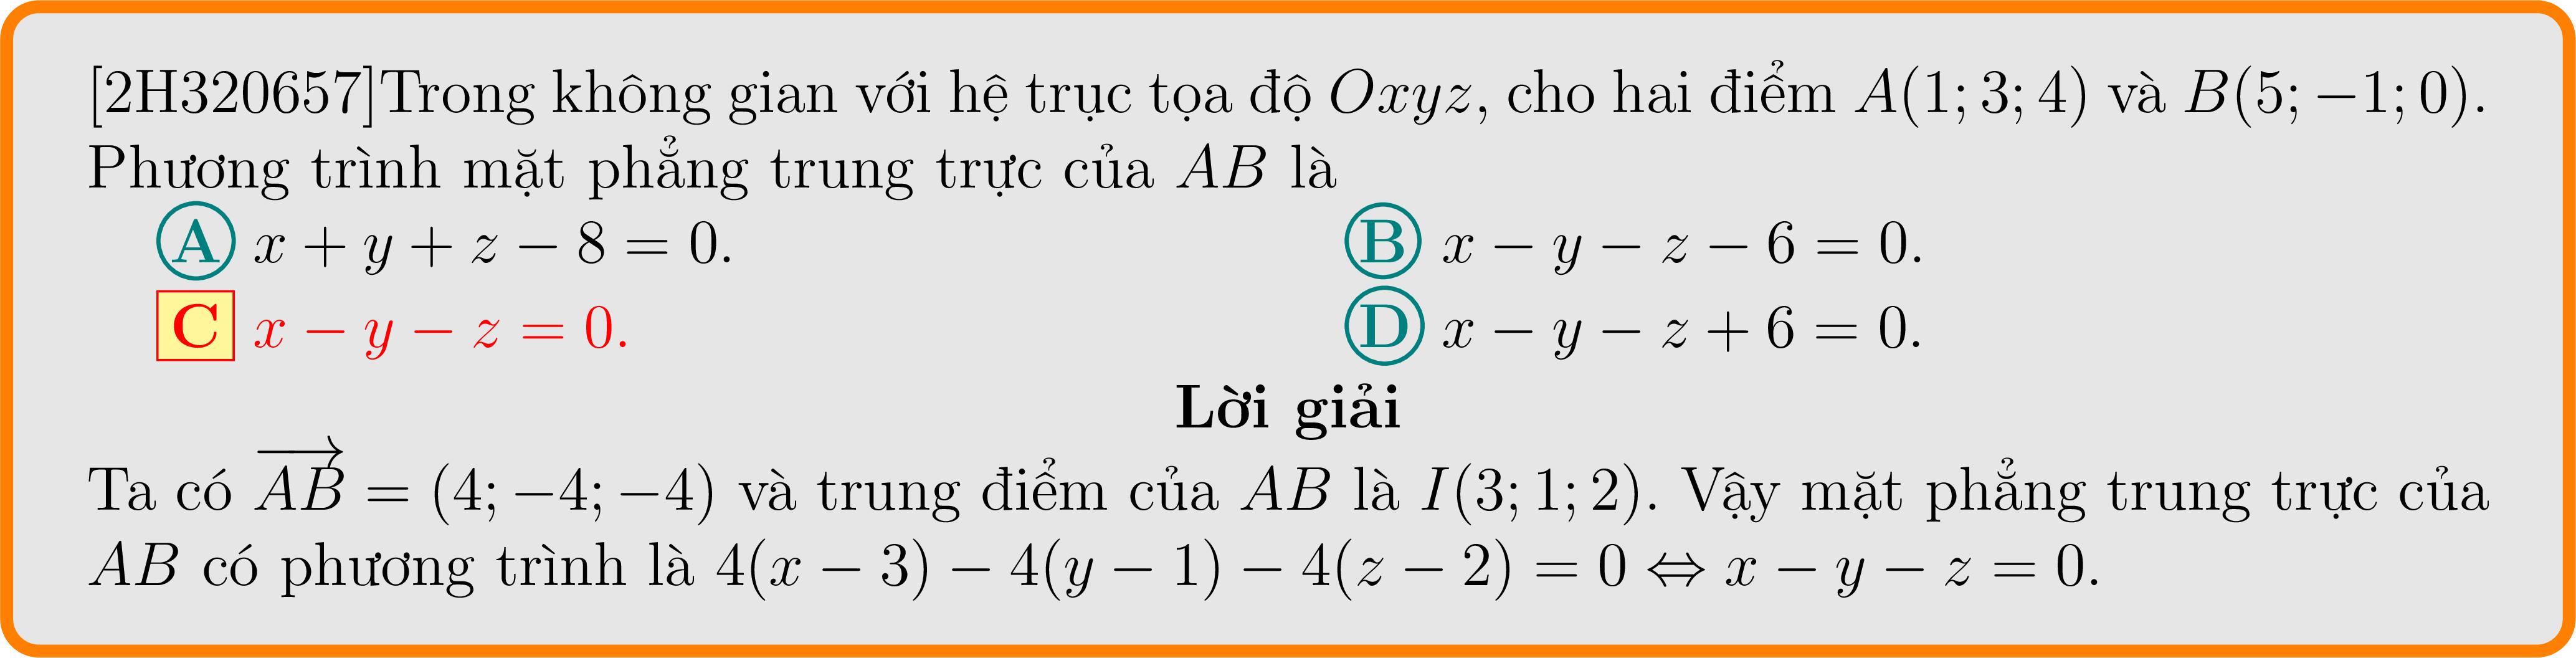 [2H320657]Trong không gian với hệ trục tọa độ Oxyz, cho hai điểm A(1; 3; 4) và B(5; −1; 0).
Phương trình mặt phẳng trung trực của AB là
A x + y + z − 8 = 0.
B x − y − z − 6 = 0.
C x − y − z = 0.
D x − y − z + 6 = 0.
Lời giải
Ta có $\overrightarrow{AB}$ = (4; −4; −4) và trung điểm của AB là I(3; 1; 2). Vậy mặt phẳng trung trực của
AB có phương trình là 4(x − 3) − 4(y − 1) − 4(z − 2) = 0 ⇔ x − y − z = 0.